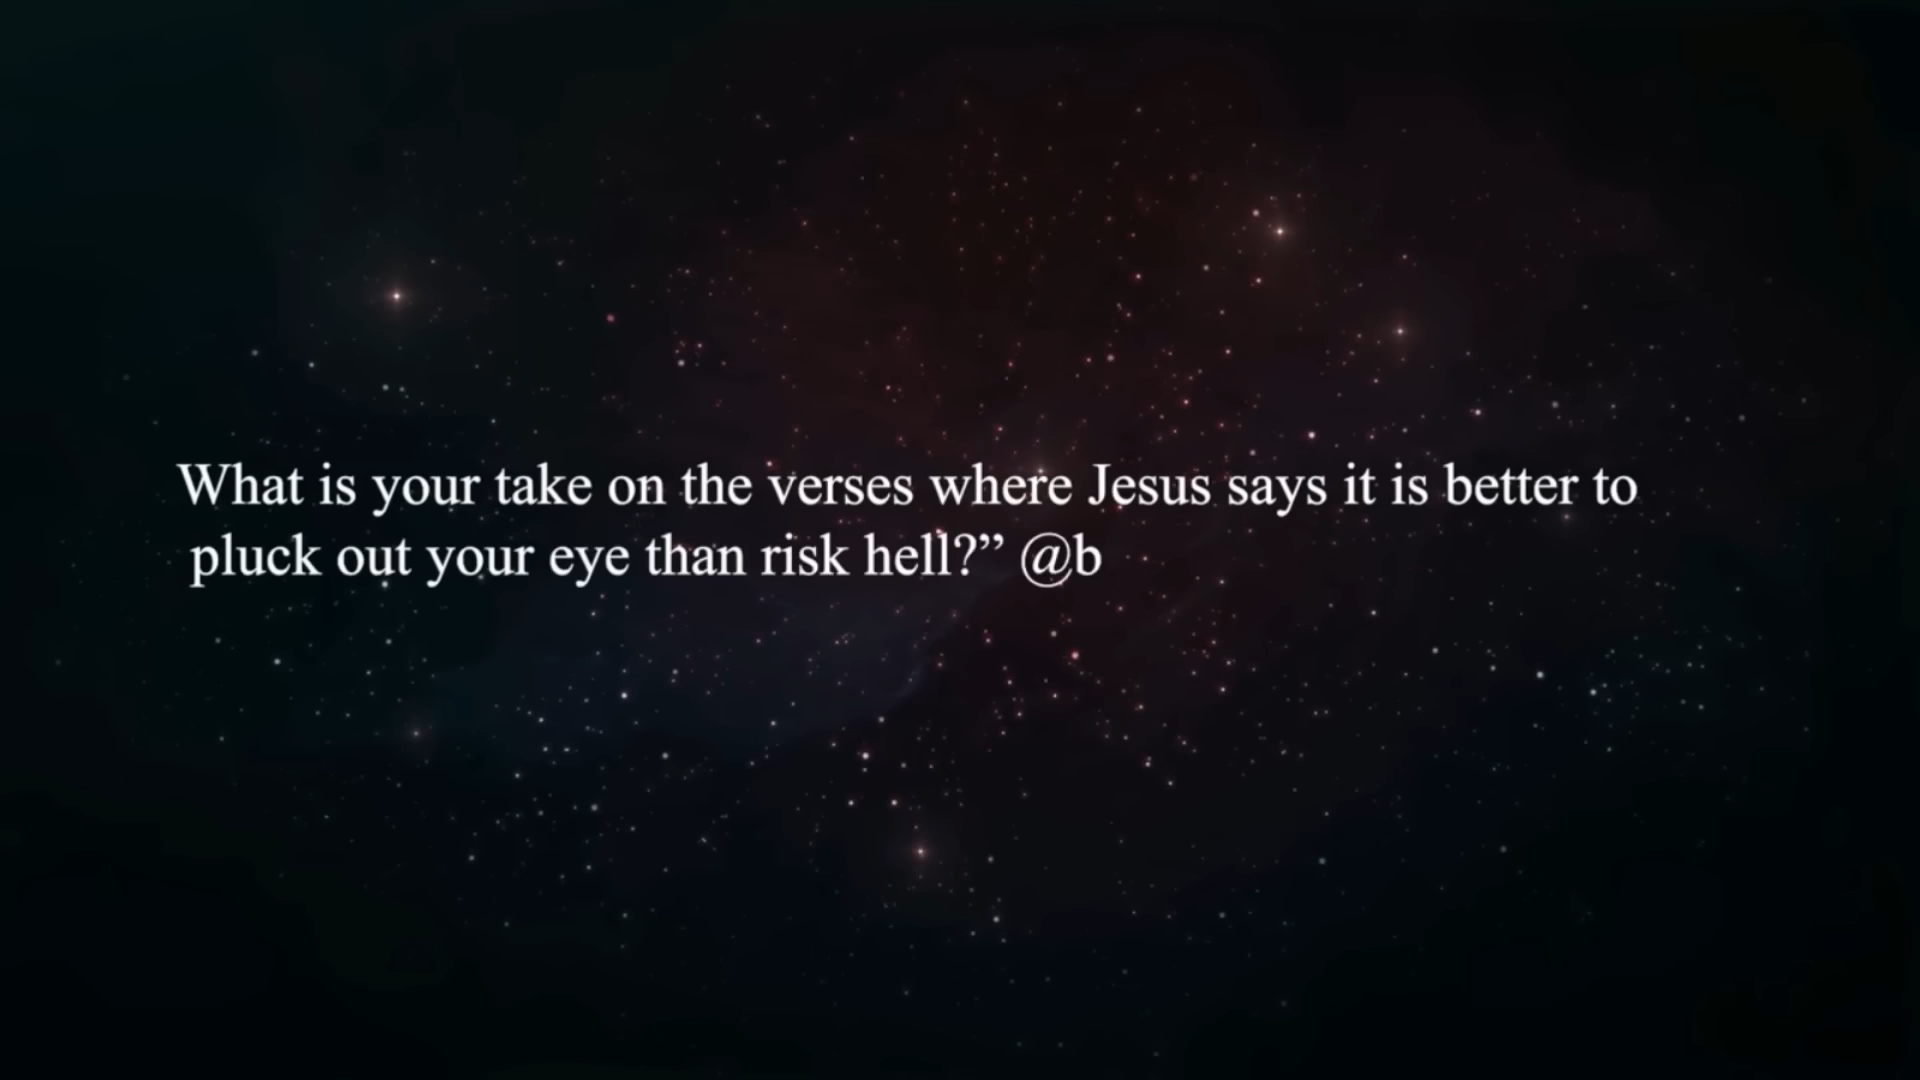 What is your take on the verses where Jesus says it is better to
pluck out your eye than risk hell?” @b